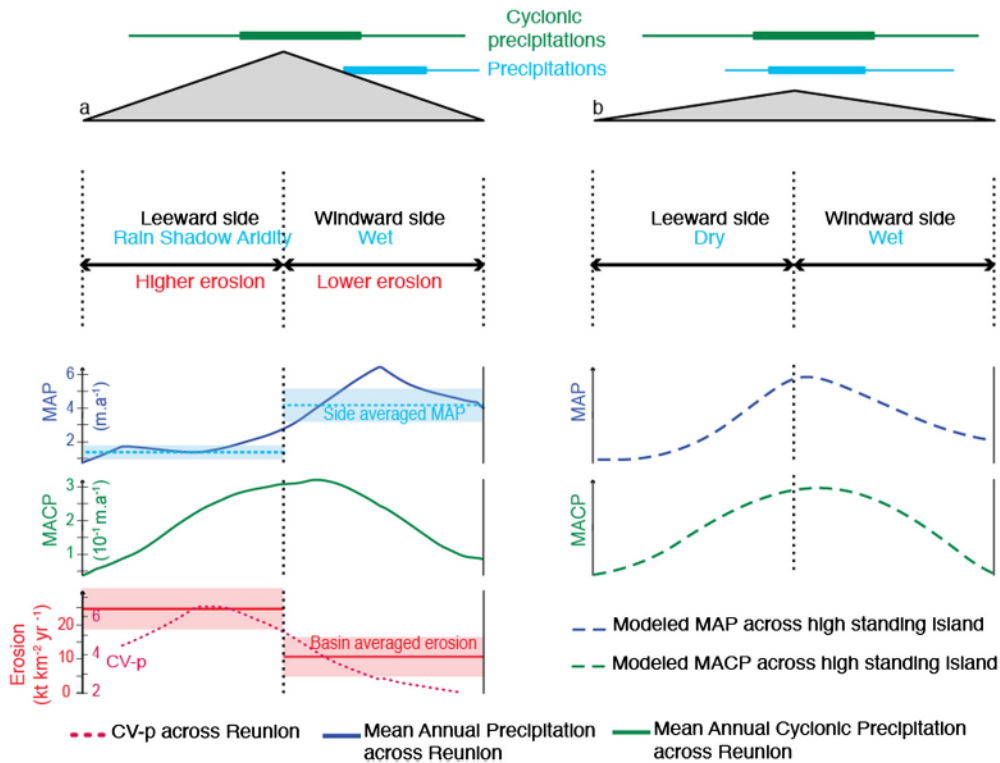 Cyclonic
precipitations
Precipitations
a
b
Leeward side
Windward side
Rain Shadow Aridity
Wet
Higher erosion
Lower erosion
Leeward side
Windward side
Dry
Wet
MAP
(m.a⁻¹)
6
4
2
Side averaged MAP
MAP
MACP
(10⁻¹ m.a⁻¹)
3
2
1
MACP
Erosion
(kt km⁻² yr ⁻¹)
20
10
0
6
4
2
CV-p
Basin averaged erosion
Modeled MAP across high standing island
Modeled MACP across high standing island
CV-p across Reunion
Mean Annual Precipitation
across Reunion
Mean Annual Cyclonic Precipitation
across Reunion